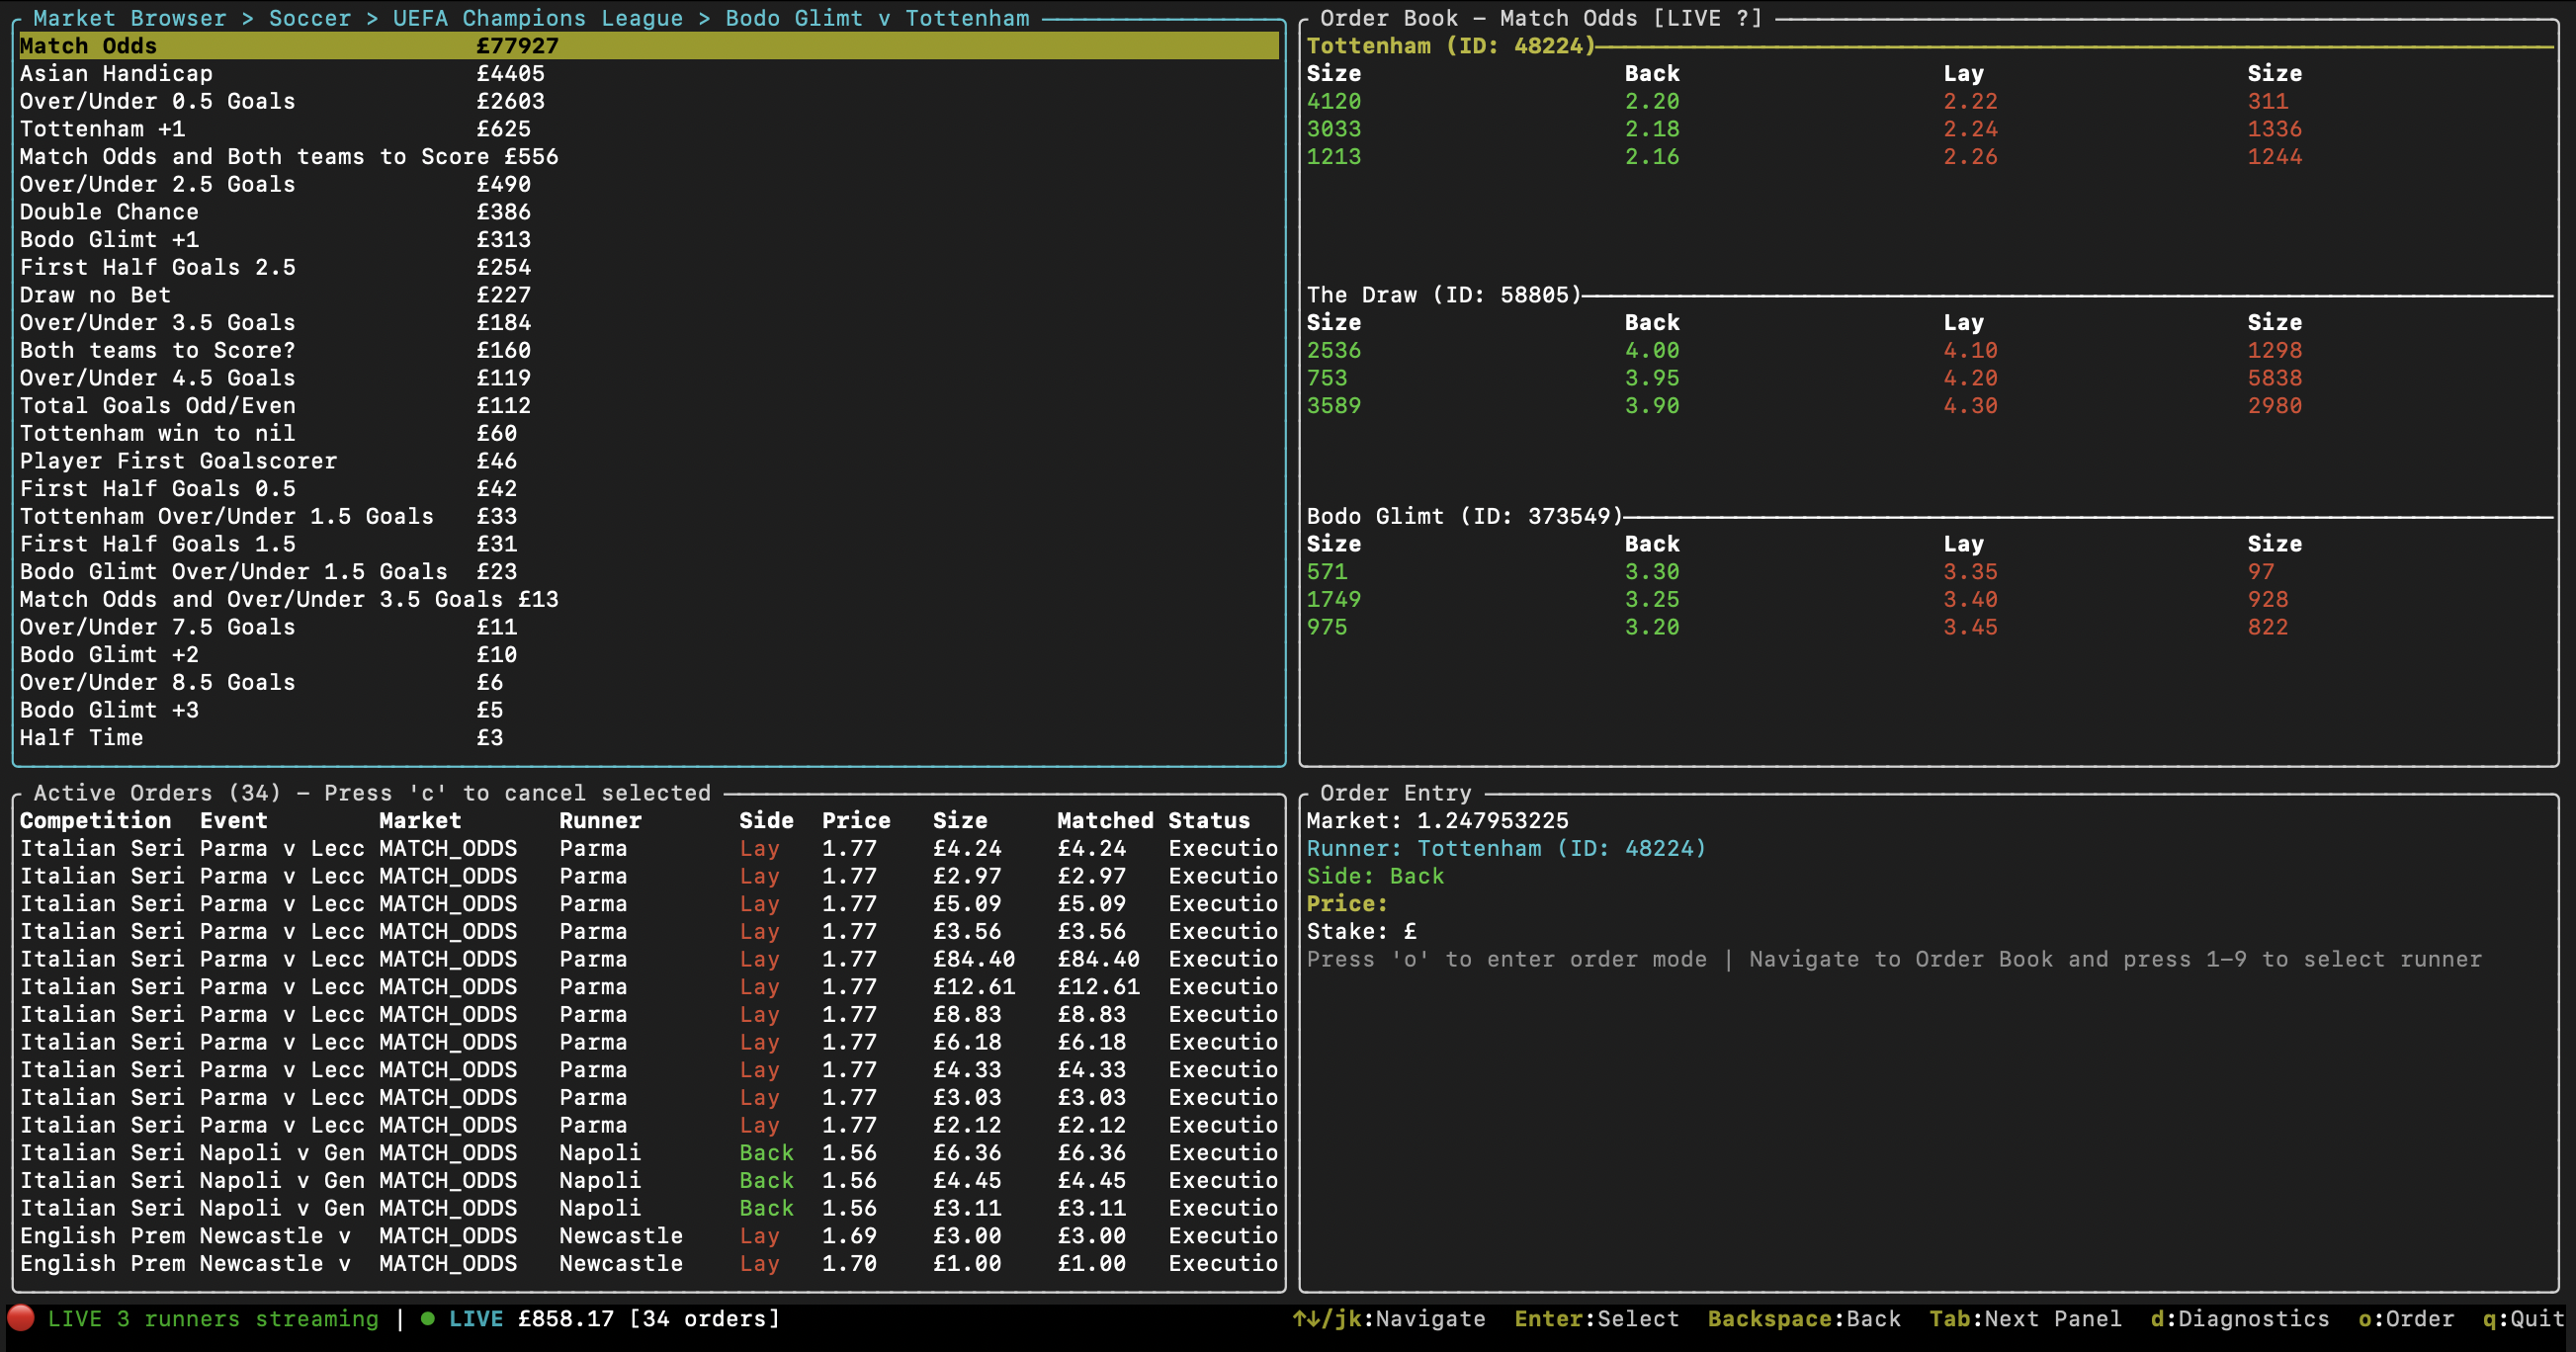 Market Browser > Soccer > UEFA Champions League > Bodo Glimt v Tottenham
Match Odds £77927
Asian Handicap £4405
Over/Under 0.5 Goals £2603
Tottenham +1 £625
Match Odds and Both teams to Score £556
Over/Under 2.5 Goals £490
Double Chance £386
Bodo Glimt +1 £313
First Half Goals 2.5 £254
Draw no Bet £227
Over/Under 3.5 Goals £184
Both teams to Score? £160
Over/Under 4.5 Goals £119
Total Goals Odd/Even £112
Tottenham win to nil £60
Player First Goalscorer £46
First Half Goals 0.5 £42
Tottenham Over/Under 1.5 Goals £33
First Half Goals 1.5 £31
Bodo Glimt Over/Under 1.5 Goals £23
Match Odds and Over/Under 3.5 Goals £13
Over/Under 7.5 Goals £11
Bodo Glimt +2 £10
Over/Under 8.5 Goals £6
Bodo Glimt +3 £5
Half Time £3
Order Book – Match Odds [LIVE ?]
Tottenham (ID: 48224)
Size Back Lay Size
4120 2.20 2.22 311
3033 2.18 2.24 1336
1213 2.16 2.26 1244
The Draw (ID: 58805)
Size Back Lay Size
2536 4.00 4.10 1298
753 3.95 4.20 5838
3589 3.90 4.30 2980
Bodo Glimt (ID: 373549)
Size Back Lay Size
571 3.30 3.35 97
1749 3.25 3.40 928
975 3.20 3.45 822
Active Orders (34) – Press 'c' to cancel selected
Competition Event Market Runner Side Price Size Matched Status
Italian Seri Parma v Lecc MATCH_ODDS Parma Lay 1.77 £4.24 £4.24 Executio
Italian Seri Parma v Lecc MATCH_ODDS Parma Lay 1.77 £2.97 £2.97 Executio
Italian Seri Parma v Lecc MATCH_ODDS Parma Lay 1.77 £5.09 £5.09 Executio
Italian Seri Parma v Lecc MATCH_ODDS Parma Lay 1.77 £3.56 £3.56 Executio
Italian Seri Parma v Lecc MATCH_ODDS Parma Lay 1.77 £84.40 £84.40 Executio
Italian Seri Parma v Lecc MATCH_ODDS Parma Lay 1.77 £12.61 £12.61 Executio
Italian Seri Parma v Lecc MATCH_ODDS Parma Lay 1.77 £8.83 £8.83 Executio
Italian Seri Parma v Lecc MATCH_ODDS Parma Lay 1.77 £6.18 £6.18 Executio
Italian Seri Parma v Lecc MATCH_ODDS Parma Lay 1.77 £4.33 £4.33 Executio
Italian Seri Parma v Lecc MATCH_ODDS Parma Lay 1.77 £3.03 £3.03 Executio
Italian Seri Parma v Lecc MATCH_ODDS Parma Lay 1.77 £2.12 £2.12 Executio
Italian Seri Napoli v Gen MATCH_ODDS Napoli Back 1.56 £6.36 £6.36 Executio
Italian Seri Napoli v Gen MATCH_ODDS Napoli Back 1.56 £4.45 £4.45 Executio
Italian Seri Napoli v Gen MATCH_ODDS Napoli Back 1.56 £3.11 £3.11 Executio
English Prem Newcastle v MATCH_ODDS Newcastle Lay 1.69 £3.00 £3.00 Executio
English Prem Newcastle v MATCH_ODDS Newcastle Lay 1.70 £1.00 £1.00 Executio
Order Entry
Market: 1.247953225
Runner: Tottenham (ID: 48224)
Side: Back
Price:
Stake: £
Press 'o' to enter order mode | Navigate to Order Book and press 1–9 to select runner
LIVE 3 runners streaming | ● LIVE £858.17 [34 orders]
↑↓/jk:Navigate Enter:Select Backspace:Back Tab:Next Panel d:Diagnostics o:Order q:Quit